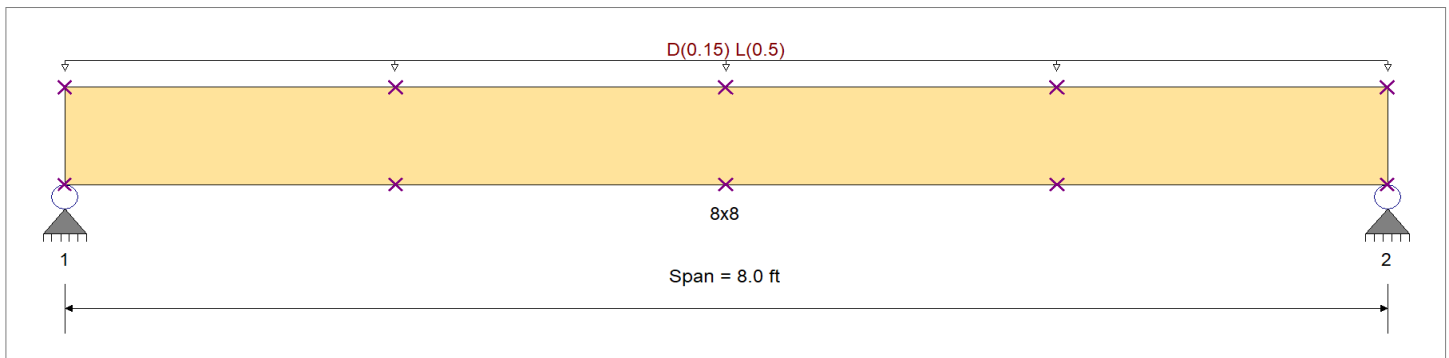 D(0.15) L(0.5)
8x8
1
2
Span = 8.0 ft